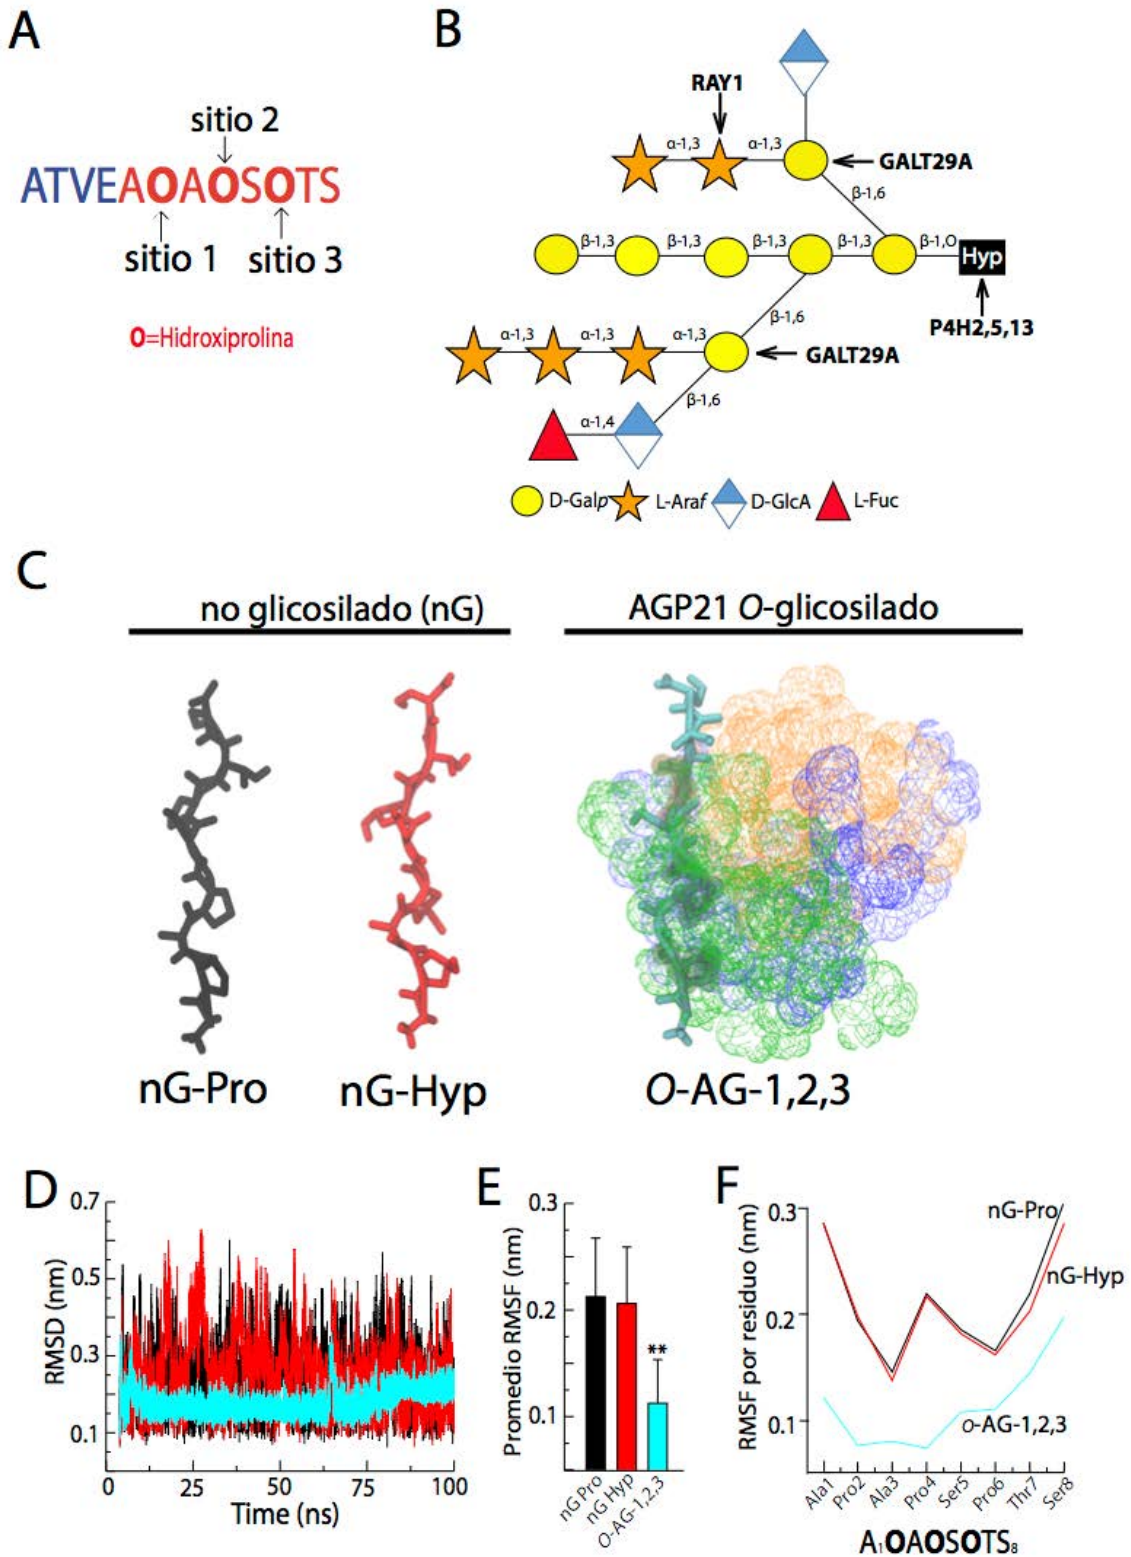 A
sitio 2
ATVEAOAOSOTS
sitio 1 sitio 3
O=Hidroxiprolina
B
RAY1
α-1,3 α-1,3
GALT29A
β-1,6
β-1,3 β-1,3 β-1,3 β-1,3 β-1,O
Hyp
β-1,6
P4H2,5,13
α-1,3 α-1,3 α-1,3
GALT29A
β-1,6
α-1,4
D-Galp L-Araf D-GlcA L-Fuc
C
no glicosilado (nG)
AGP21 O-glicosilado
nG-Pro
nG-Hyp
O-AG-1,2,3
D
RMSD (nm)
0.7
0.5
0.3
0.1
0 25 50 75 100
Time (ns)
E
Promedio RMSF (nm)
0.3
0.2
0.1
**
nG Pro
nG Hyp
O-AG-1,2,3
F
RMSF por residuo (nm)
0.3
0.2
0.1
nG-Pro
nG-Hyp
o-AG-1,2,3
Ala1 Pro2 Ala3 Pro4 Ser5 Pro6 Thr7 Ser8
A₁OAOSOTS₈